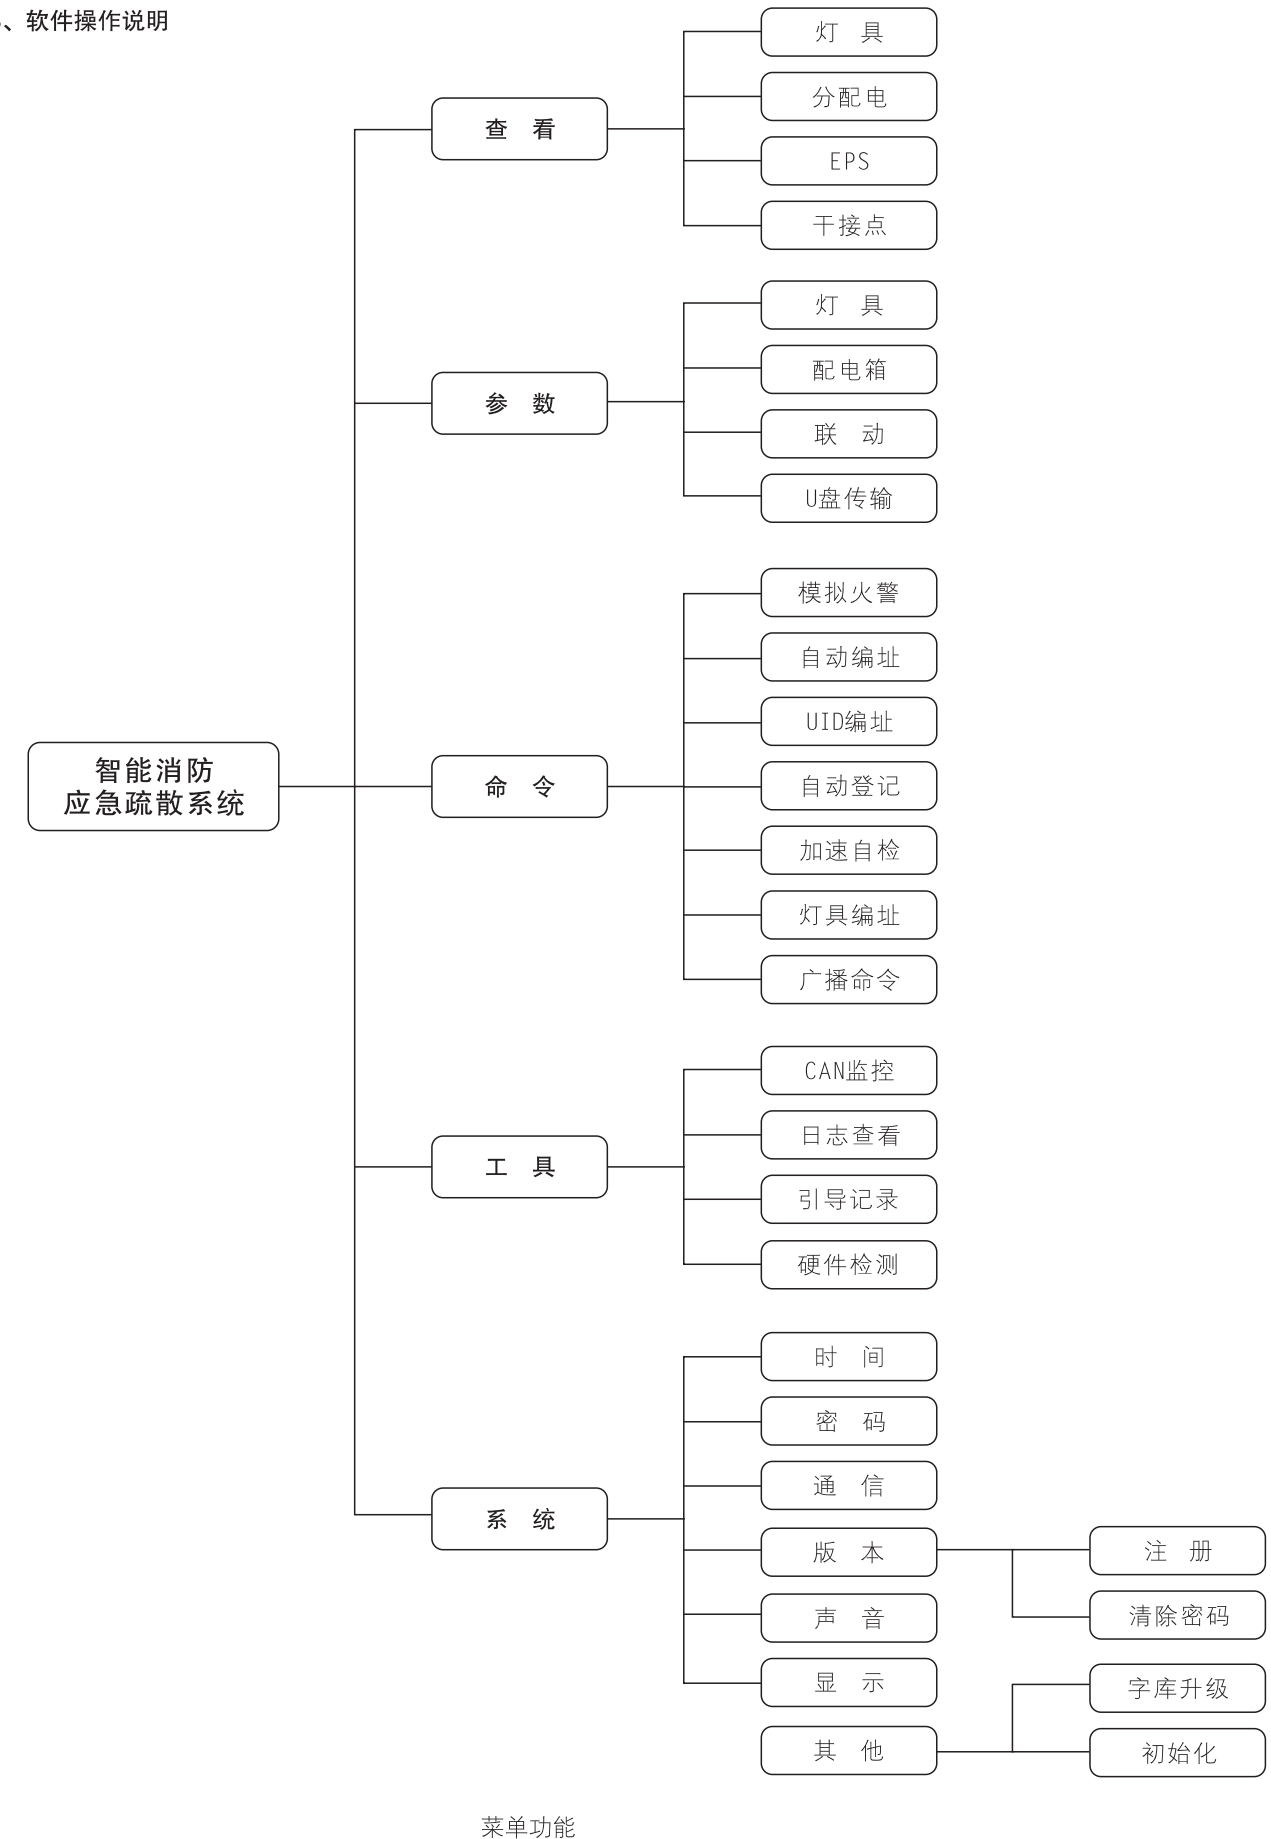 、软件操作说明
智能消防
应急疏散系统
查 看
灯 具
分配电
EPS
干接点
参 数
灯 具
配电箱
联 动
U盘传输
命 令
模拟火警
自动编址
UID编址
自动登记
加速自检
灯具编址
广播命令
工 具
CAN监控
日志查看
引导记录
硬件检测
系 统
时 间
密 码
通 信
版 本
注 册
清除密码
声 音
显 示
其 他
字库升级
初始化
菜单功能